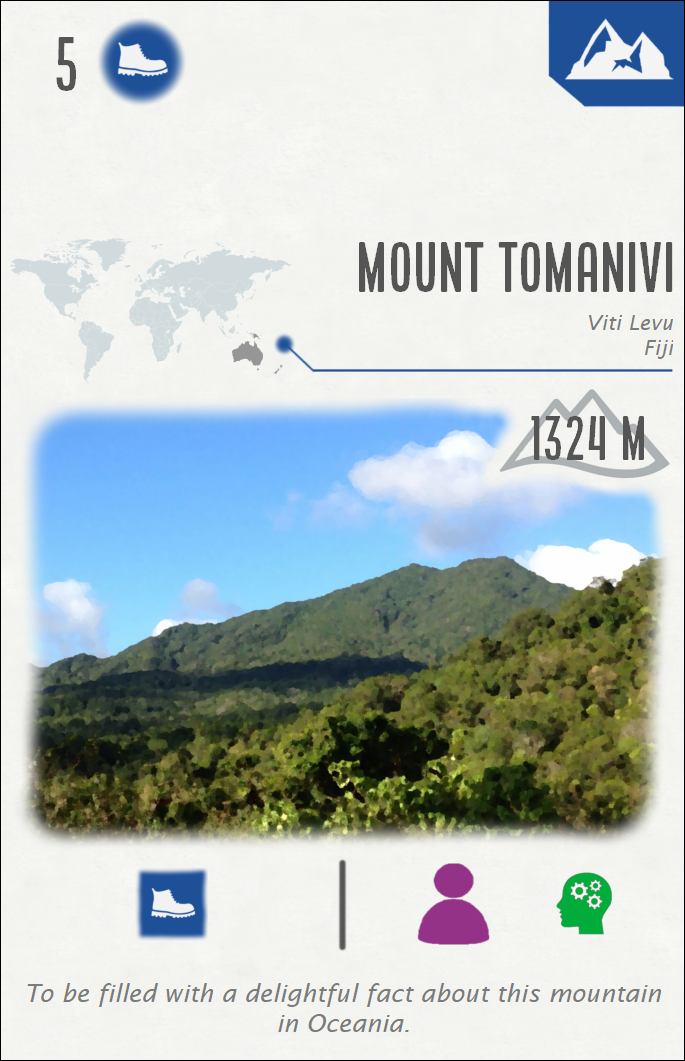 5
MOUNT TOMANIVI
Viti Levu
Fiji
1324 M
To be filled with a delightful fact about this mountain
in Oceania.